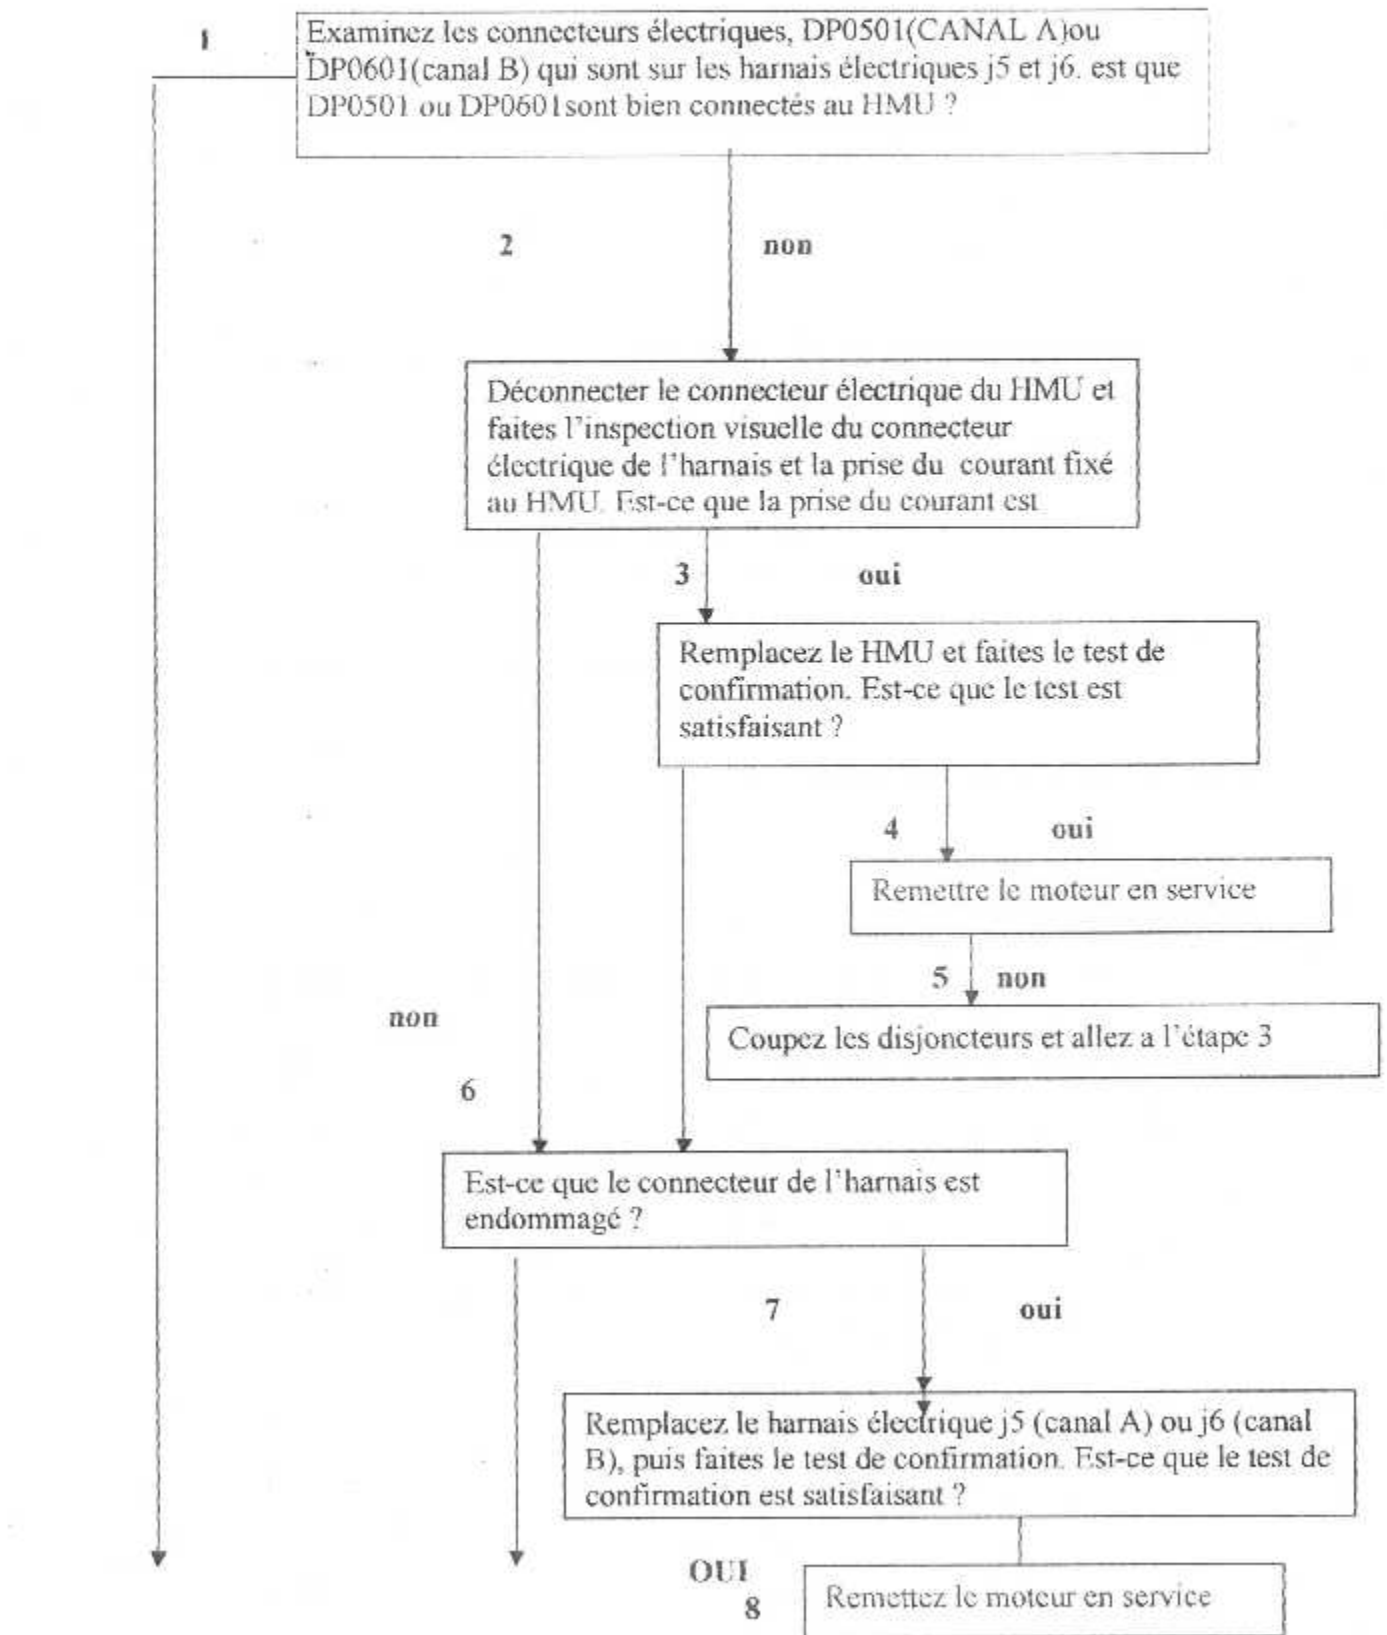 1
Examinez les connecteurs électriques, DP0501(CANAL A)ou
DP0601(canal B) qui sont sur les harnais électriques j5 et j6. est que
DP0501 ou DP0601sont bien connectés au HMU ?
2 non
Déconnecter le connecteur électrique du HMU et
faites l'inspection visuelle du connecteur
électrique de l'harnais et la prise du courant fixé
au HMU. Est-ce que la prise du courant est
3 oui
Remplacez le HMU et faites le test de
confirmation. Est-ce que le test est
satisfaisant ?
4 oui
Remettre le moteur en service
5 non
Coupez les disjoncteurs et allez a l'étape 3
non
6
Est-ce que le connecteur de l'harnais est
endommagé ?
7 oui
Remplacez le harnais électrique j5 (canal A) ou j6 (canal
B), puis faites le test de confirmation. Est-ce que le test de
confirmation est satisfaisant ?
OUI
8
Remettez le moteur en service